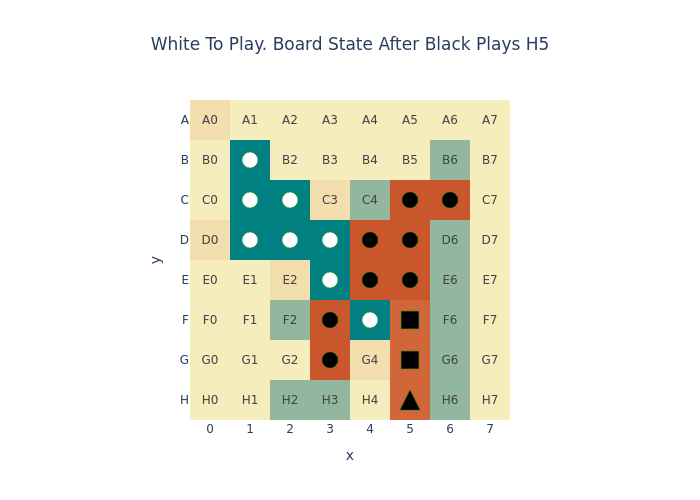 White To Play. Board State After Black Plays H5
A A0 A1 A2 A3 A4 A5 A6 A7
B B0 B2 B3 B4 B5 B6 B7
C C0 C3 C4 C7
D D0 D6 D7
y
E E0 E1 E2 E6 E7
F F0 F1 F2 F6 F7
G G0 G1 G2 G4 G6 G7
H H0 H1 H2 H3 H4 H6 H7
0 1 2 3 4 5 6 7
x